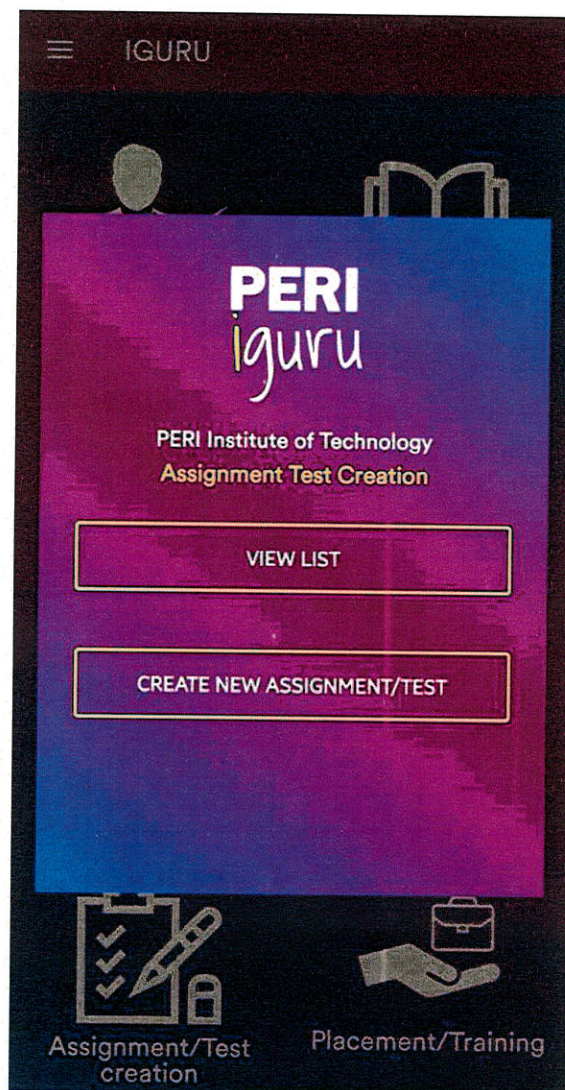 IGURU
PERI
iguru
PERI Institute of Technology
Assignment Test Creation
VIEW LIST
CREATE NEW ASSIGNMENT/TEST
Assignment/Test
creation
Placement/Training